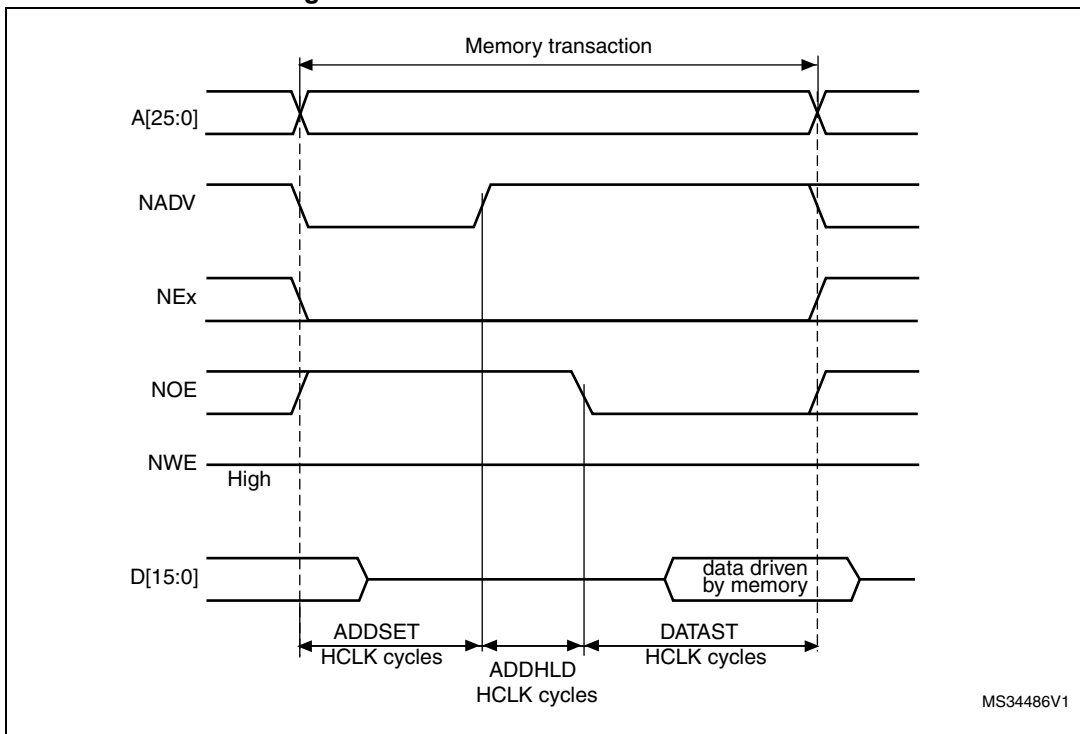 g
Memory transaction
A[25:0]
NADV
NEx
NOE
NWE
High
D[15:0]
data driven
by memory
ADDSET
HCLK cycles
ADDHLD
HCLK cycles
DATAST
HCLK cycles
MS34486V1